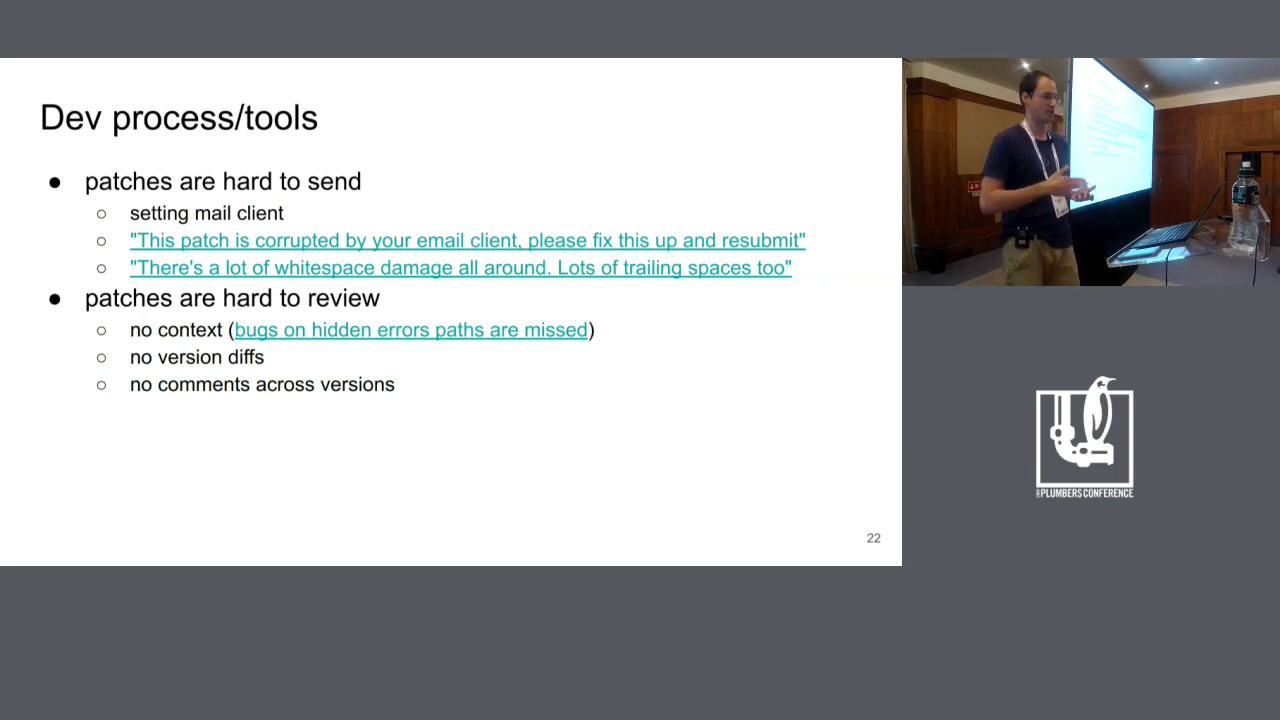 Dev process/tools
● patches are hard to send
○ setting mail client
○ "This patch is corrupted by your email client, please fix this up and resubmit"
○ "There's a lot of whitespace damage all around. Lots of trailing spaces too"
● patches are hard to review
○ no context (bugs on hidden errors paths are missed)
○ no version diffs
○ no comments across versions
22
PLUMBERS CONFERENCE